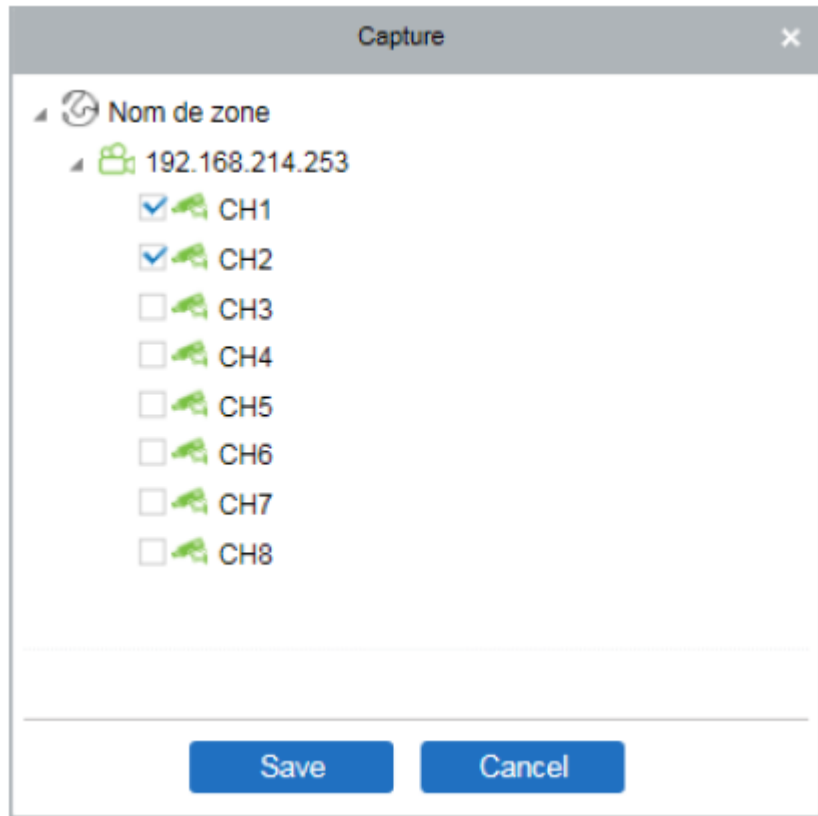 Capture
Nom de zone
192.168.214.253
CH1
CH2
CH3
CH4
CH5
CH6
CH7
CH8
Save Cancel